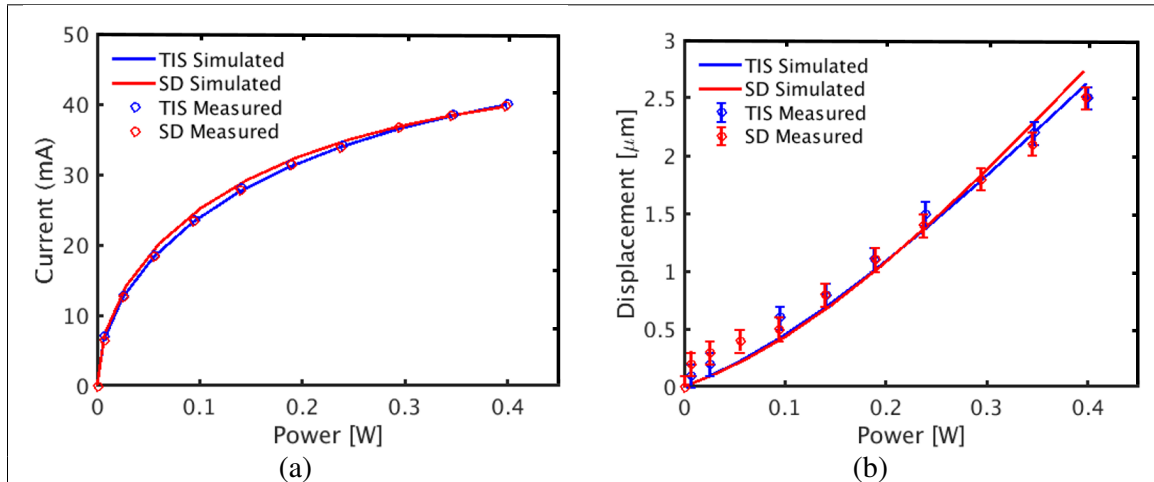 50
40
30
20
10
0
Current (mA)
TIS Simulated
SD Simulated
TIS Measured
SD Measured
0 0.1 0.2 0.3 0.4
Power [W]
(a)
3
2.5
2
1.5
1
0.5
0
Displacement [μm]
TIS Simulated
SD Simulated
TIS Measured
SD Measured
0 0.1 0.2 0.3 0.4
Power [W]
(b)